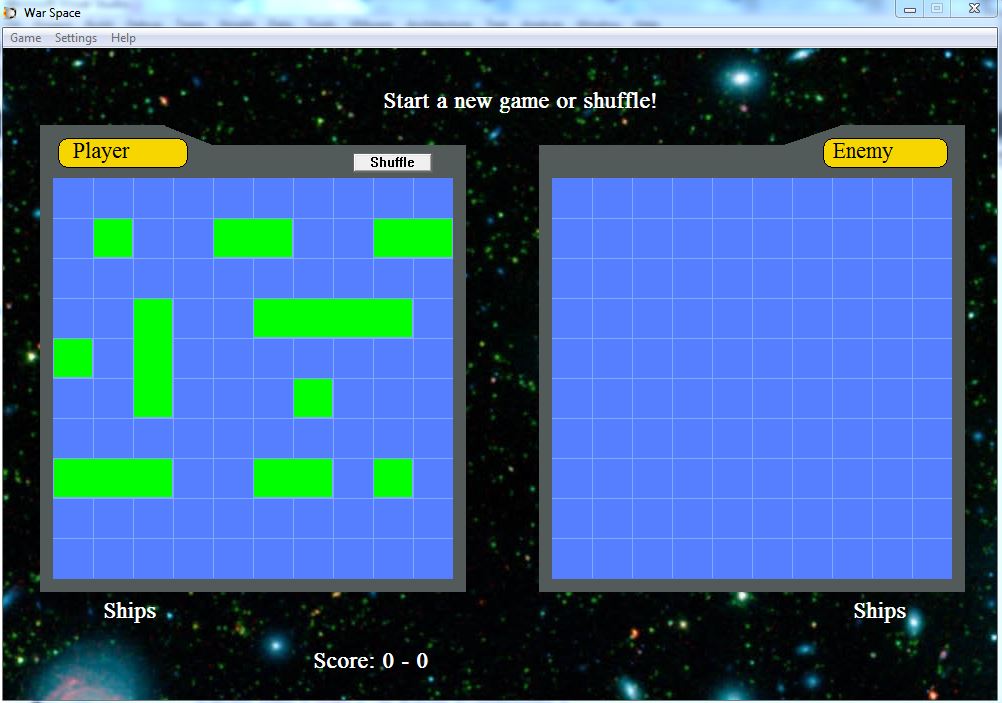 War Space
Game Settings Help
Start a new game or shuffle!
Player
Shuffle
Enemy
Ships
Ships
Score: 0 - 0